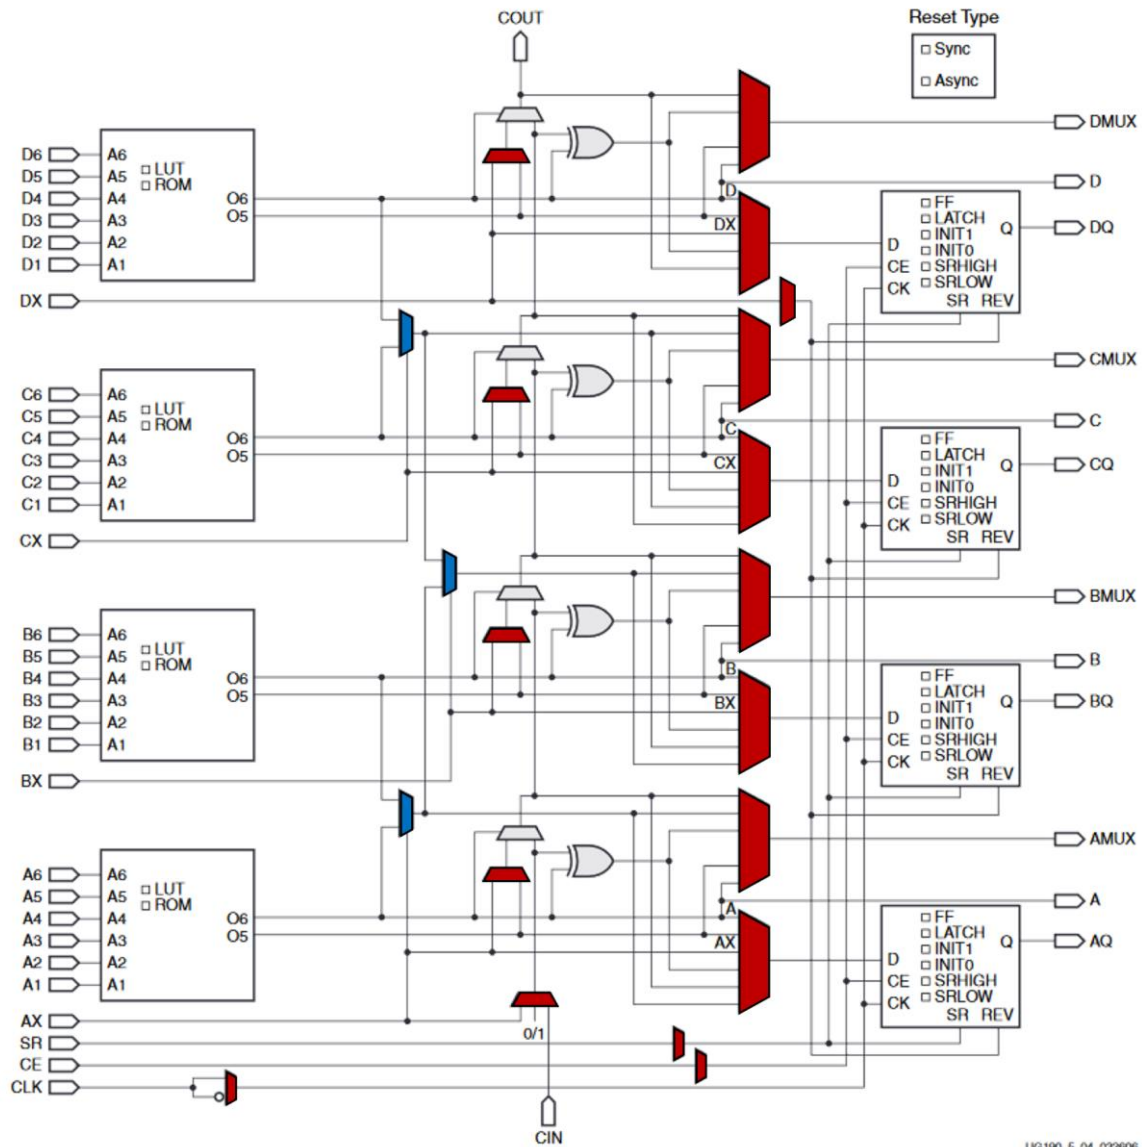 COUT
Reset Type
□ Sync
□ Async
DMUX
D6 A6
D5 A5 □ LUT
D4 A4 □ ROM O6 D D
D3 A3 O5
D2 A2 DX
D1 A1
□ FF
□ LATCH
□ INIT1 Q DQ
□ INIT0
D
CE □ SRHIGH
CK □ SRLOW
SR REV
DX
CMUX
C6 A6
C5 A5 □ LUT
C4 A4 □ ROM O6 C C
C3 A3 O5
C2 A2 CX
C1 A1
□ FF
□ LATCH
□ INIT1 Q CQ
□ INIT0
D
CE □ SRHIGH
CK □ SRLOW
SR REV
CX
BMUX
B6 A6
B5 A5 □ LUT
B4 A4 □ ROM O6 B B
B3 A3 O5
B2 A2 BX
B1 A1
□ FF
□ LATCH
□ INIT1 Q BQ
□ INIT0
D
CE □ SRHIGH
CK □ SRLOW
SR REV
BX
AMUX
A6 A6
A5 A5 □ LUT
A4 A4 □ ROM O6 A A
A3 A3 O5
A2 A2 AX
A1 A1
□ FF
□ LATCH
□ INIT1 Q AQ
□ INIT0
D
CE □ SRHIGH
CK □ SRLOW
SR REV
AX
0/1
SR
CE
CLK
CIN